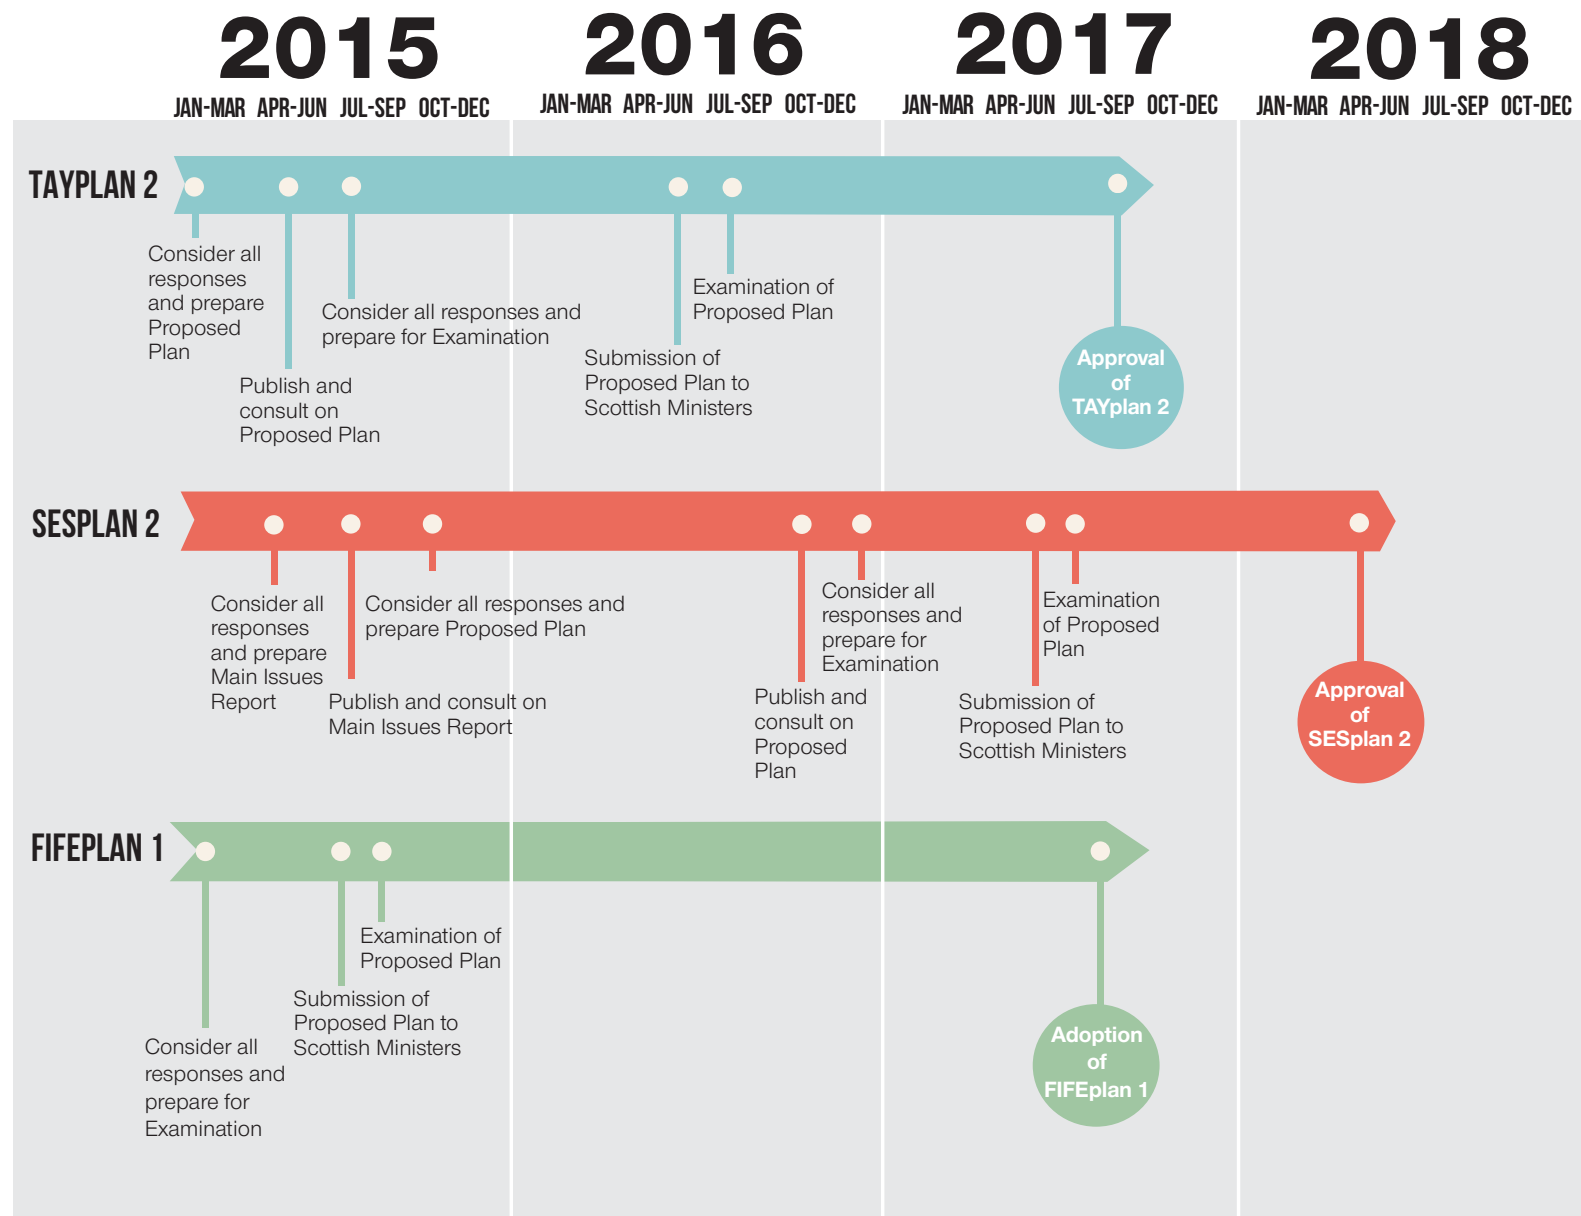 2015
2016
2017
2018
JAN-MAR APR-JUN JUL-SEP OCT-DEC
JAN-MAR APR-JUN JUL-SEP OCT-DEC
JAN-MAR APR-JUN JUL-SEP OCT-DEC
JAN-MAR APR-JUN JUL-SEP OCT-DEC
TAYPLAN 2
Consider all
responses
and prepare
Proposed
Plan
Publish and
consult on
Proposed Plan
Consider all responses and
prepare for Examination
Submission of
Proposed Plan to
Scottish Ministers
Examination of
Proposed Plan
Approval
of
TAYplan 2
SESPLAN 2
Consider all
responses
and prepare
Main Issues
Report
Publish and consult on
Main Issues Report
Consider all responses and
prepare Proposed Plan
Publish and
consult on
Proposed
Plan
Consider all
responses and
prepare for
Examination
Submission of
Proposed Plan to
Scottish Ministers
Examination
of Proposed
Plan
Approval
of
SESplan 2
FIFEPLAN 1
Consider all
responses and
prepare for
Examination
Submission of
Proposed Plan to
Scottish Ministers
Examination of
Proposed Plan
Adoption
of
FIFEplan 1